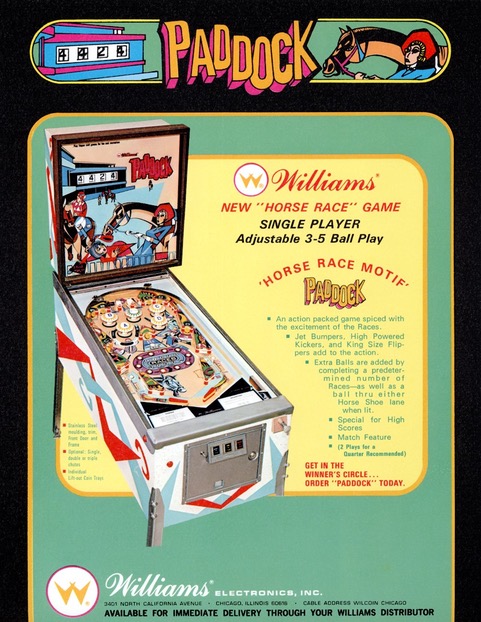 4424
PADDOCK
PADDOCK
4424
W
Williams®
NEW "HORSE RACE" GAME
SINGLE PLAYER
Adjustable 3-5 Ball Play
'HORSE RACE MOTIF'
PADDOCK
An action packed game spiced with
the excitement of the Races.
Jet Bumpers, High Powered
Kickers, and King Size Flip-
pers add to the action.
Extra Balls are added by
completing a predeter-
mined number of
Races—as well as a
ball thru either
Horse Shoe lane
when lit.
Special for High
Scores
Match Feature
(2 Plays for a
Quarter Recommended)
GET IN THE
WINNER'S CIRCLE...
ORDER "PADDOCK" TODAY.
Stainless Steel
moulding, trim,
Front Door and
Frame
Optional: Single,
double or triple
chutes
Individual
Lift-out Coin Trays
W
Williams® ELECTRONICS, INC.
3401 NORTH CALIFORNIA AVENUE • CHICAGO, ILLINOIS 60618 • CABLE ADDRESS WILCOIN CHICAGO
AVAILABLE FOR IMMEDIATE DELIVERY THROUGH YOUR WILLIAMS DISTRIBUTOR